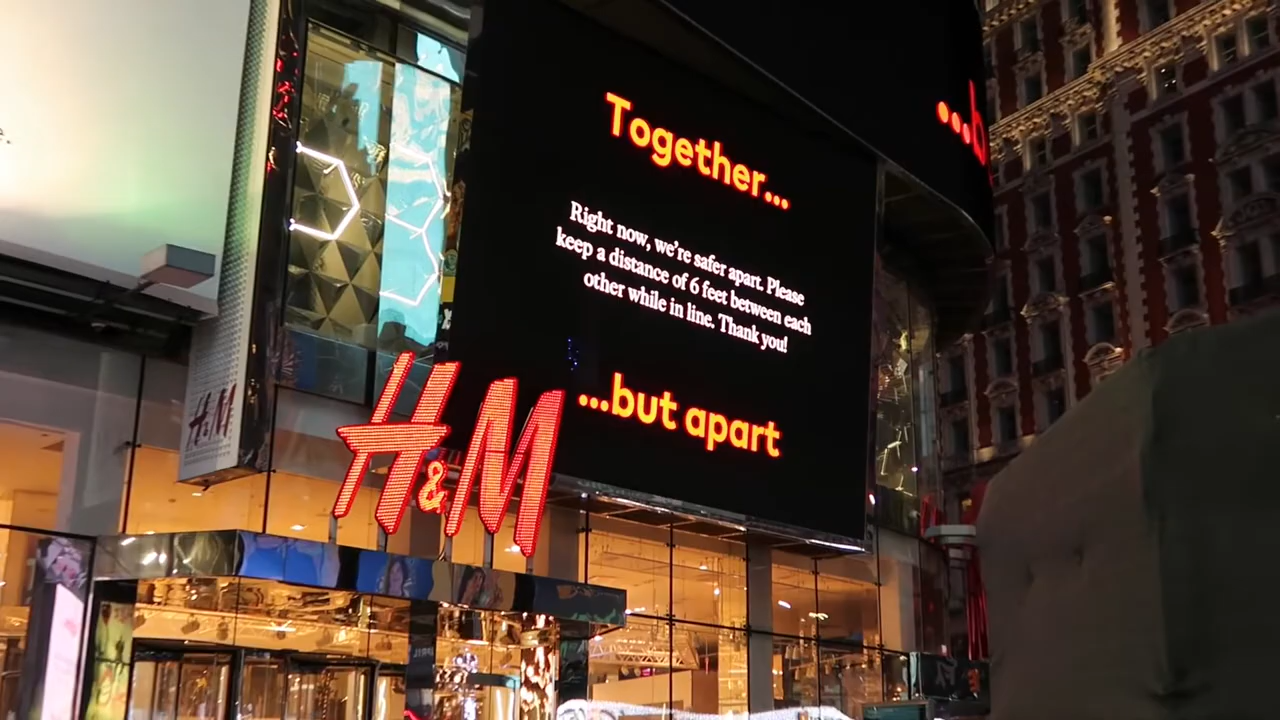 Together...
Right now, we're safer apart. Please
keep a distance of 6 feet between each
other while in line. Thank you!
...but apart
H&M
H&M
...b